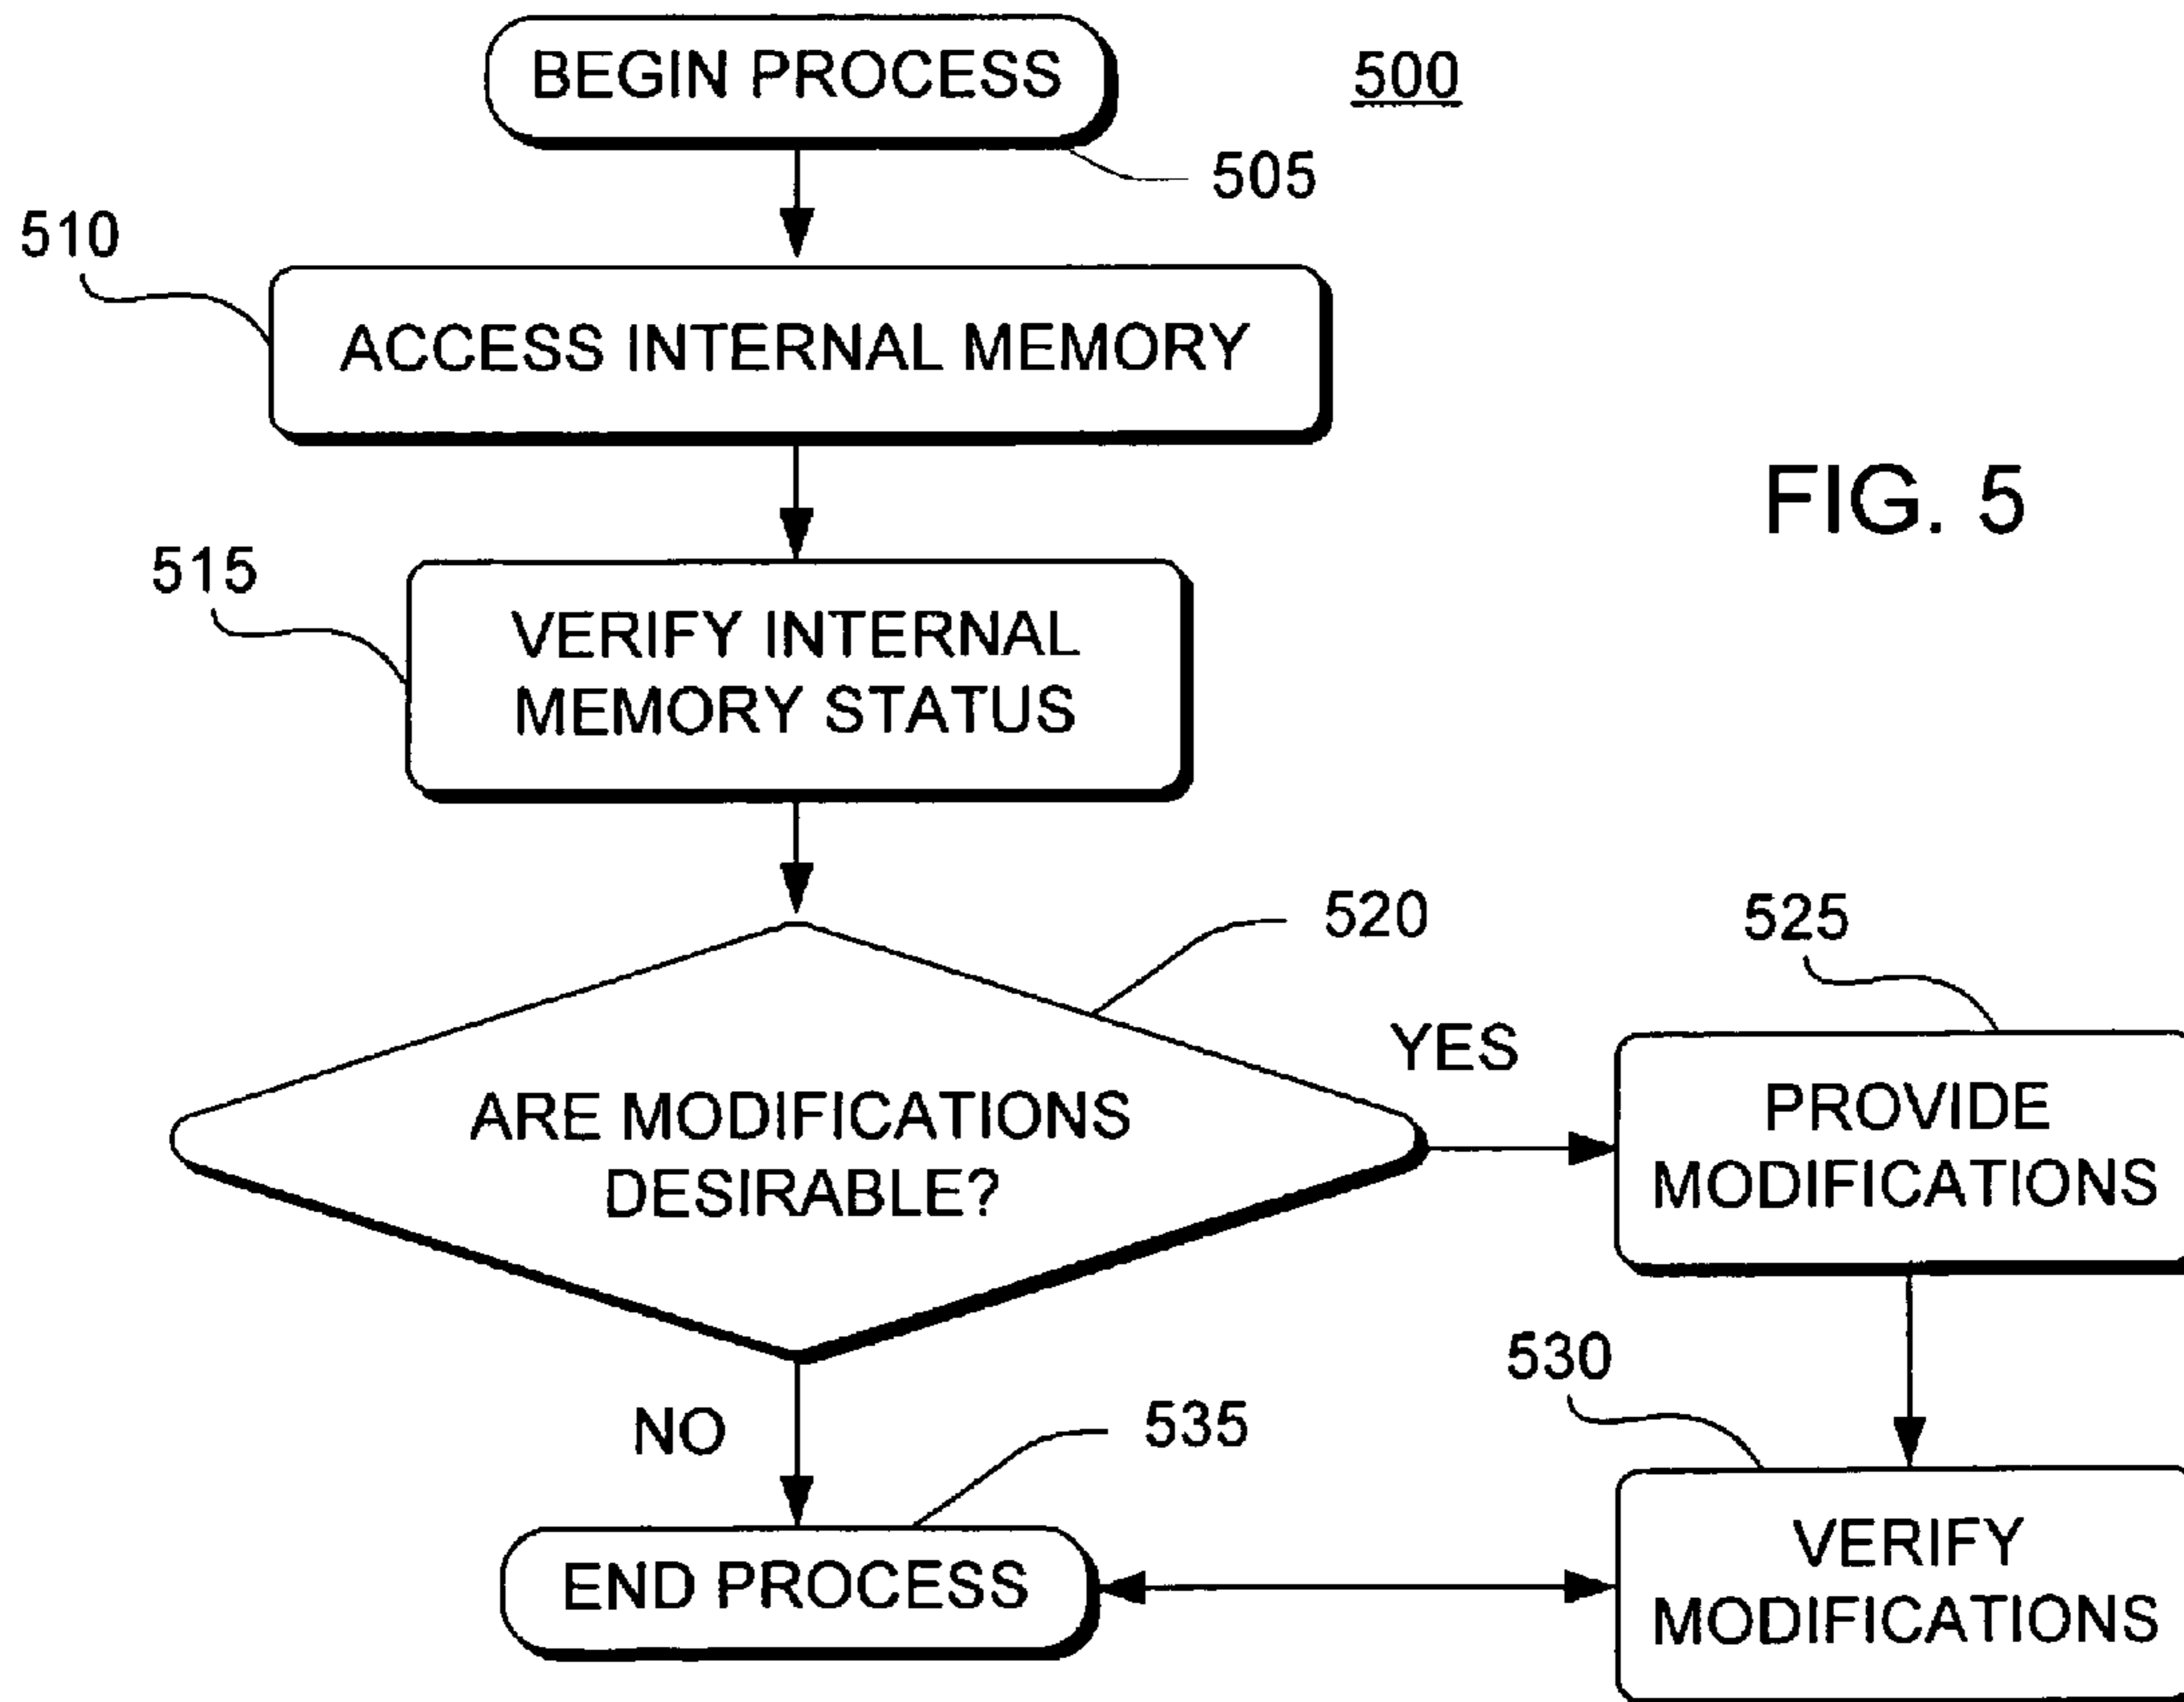 BEGIN PROCESS
500
505
510
ACCESS INTERNAL MEMORY
FIG. 5
515
VERIFY INTERNAL
MEMORY STATUS
520
525
YES
ARE MODIFICATIONS
DESIRABLE?
PROVIDE
MODIFICATIONS
530
NO
535
END PROCESS
VERIFY
MODIFICATIONS